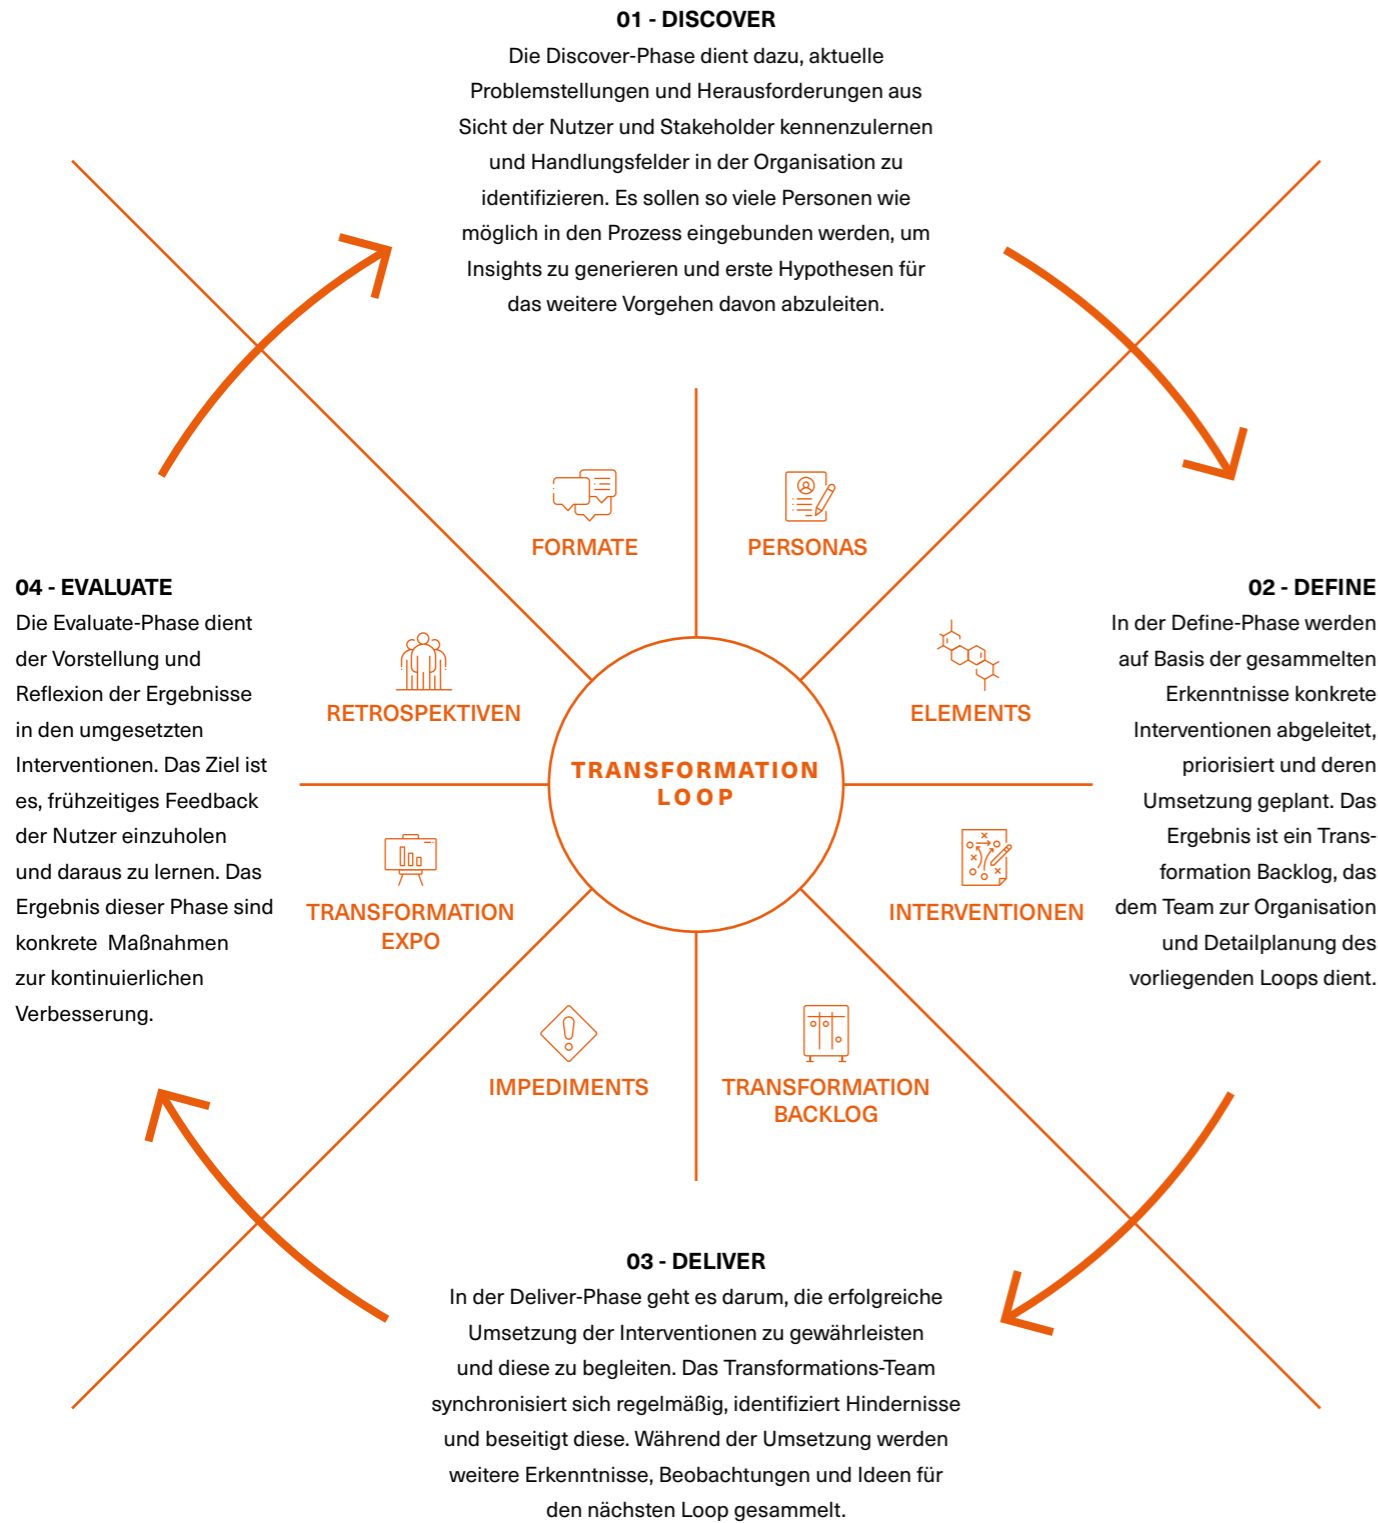 01 - DISCOVER
Die Discover-Phase dient dazu, aktuelle
Problemstellungen und Herausforderungen aus
Sicht der Nutzer und Stakeholder kennenzulernen
und Handlungsfelder in der Organisation zu
identifizieren. Es sollen so viele Personen wie
möglich in den Prozess eingebunden werden, um
Insights zu generieren und erste Hypothesen für
das weitere Vorgehen davon abzuleiten.
FORMATE
PERSONAS
04 - EVALUATE
Die Evaluate-Phase dient
der Vorstellung und
Reflexion der Ergebnisse
in den umgesetzten
Interventionen. Das Ziel ist
es, frühzeitiges Feedback
der Nutzer einzuholen
und daraus zu lernen. Das
Ergebnis dieser Phase sind
konkrete Maßnahmen
zur kontinuierlichen
Verbesserung.
RETROSPEKTIVEN
TRANSFORMATION
EXPO
TRANSFORMATION
LOOP
ELEMENTS
INTERVENTIONEN
02 - DEFINE
In der Define-Phase werden
auf Basis der gesammelten
Erkenntnisse konkrete
Interventionen abgeleitet,
priorisiert und deren
Umsetzung geplant. Das
Ergebnis ist ein Trans-
formation Backlog, das
dem Team zur Organisation
und Detailplanung des
vorliegenden Loops dient.
IMPEDIMENTS
TRANSFORMATION
BACKLOG
03 - DELIVER
In der Deliver-Phase geht es darum, die erfolgreiche
Umsetzung der Interventionen zu gewährleisten
und diese zu begleiten. Das Transformations-Team
synchronisiert sich regelmäßig, identifiziert Hindernisse
und beseitigt diese. Während der Umsetzung werden
weitere Erkenntnisse, Beobachtungen und Ideen für
den nächsten Loop gesammelt.